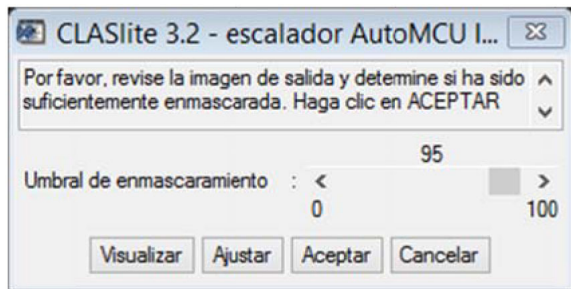 CLASlite 3.2 - escalador AutoMCU I...
Por favor, revise la imagen de salida y determine si ha sido
suficientemente enmascarada. Haga clic en ACEPTAR
95
Umbral de enmascaramiento :
0 100
Visualizar Ajustar Aceptar Cancelar